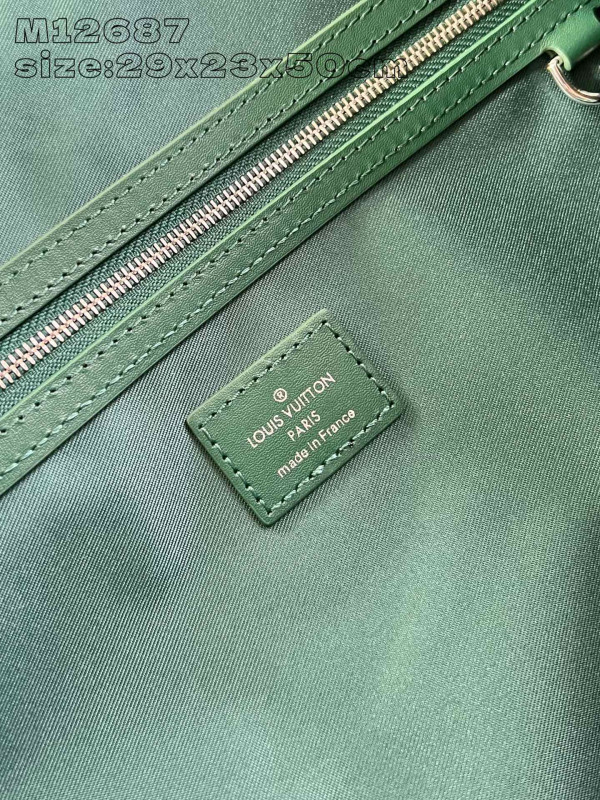 M12687
size:29x23x50cm
®
LOUIS VUITTON
PARIS
made in France